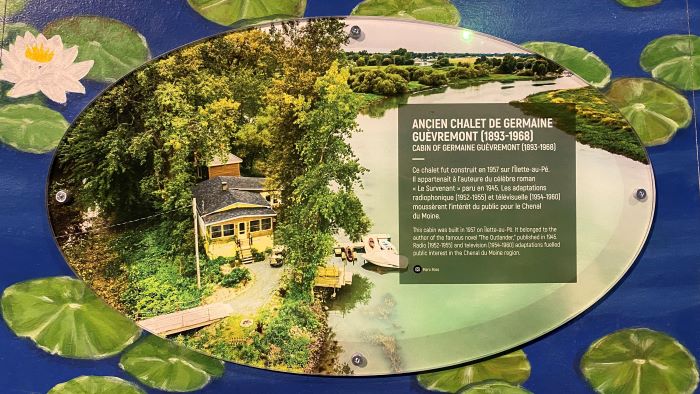 ANCIEN CHALET DE GERMAINE
GUÈVREMONT (1893-1968)
CABIN OF GERMAINE GUÈVREMONT (1893-1968)
Ce chalet fut construit en 1957 sur l'Îlette-au-Pé.
Il appartenait à l'auteure du célèbre roman
« Le Survenant » paru en 1945. Les adaptations
radiophonique (1952-1955) et télévisuelle (1954-1960)
moussèrent l'intérêt du public pour le Chenal
du Moine.
This cabin was built in 1957 on Îlette-au-Pé. It belonged to the
author of the famous novel "The Outlander," published in 1945.
Radio (1952-1955) and television (1954-1960) adaptations fuelled
public interest in the Chenal du Moine region.